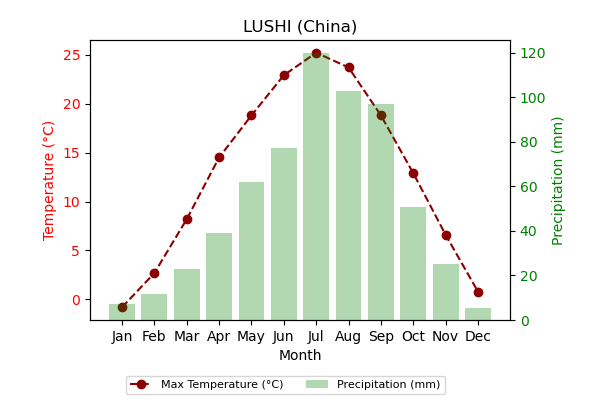 LUSHI (China)
25
20
15
10
5
0
Temperature (°C)
120
100
80
60
40
20
0
Precipitation (mm)
Jan Feb Mar Apr May Jun Jul Aug Sep Oct Nov Dec
Month
Max Temperature (°C) Precipitation (mm)